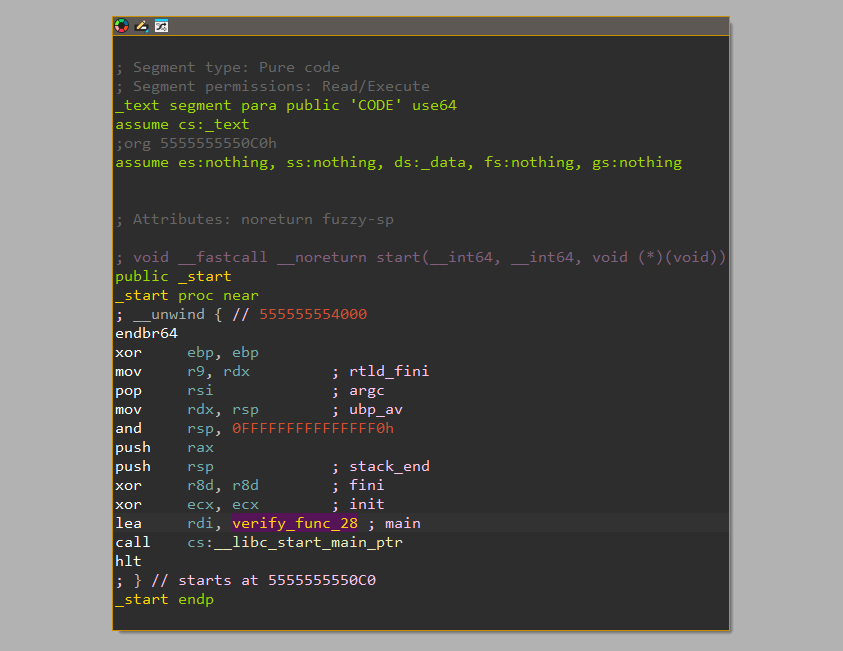 ; Segment type: Pure code
; Segment permissions: Read/Execute
_text segment para public 'CODE' use64
assume cs:_text
;org 5555555550C0h
assume es:nothing, ss:nothing, ds:_data, fs:nothing, gs:nothing
; Attributes: noreturn fuzzy-sp
; void __fastcall __noreturn start(__int64, __int64, void (*)(void))
public _start
_start proc near
; __unwind { // 555555554000
endbr64
xor ebp, ebp
mov r9, rdx ; rtld_fini
pop rsi ; argc
mov rdx, rsp ; ubp_av
and rsp, 0FFFFFFFFFFFFFFF0h
push rax
push rsp ; stack_end
xor r8d, r8d ; fini
xor ecx, ecx ; init
lea rdi, verify_func_28 ; main
call cs:__libc_start_main_ptr
hlt
; } // starts at 5555555550C0
_start endp